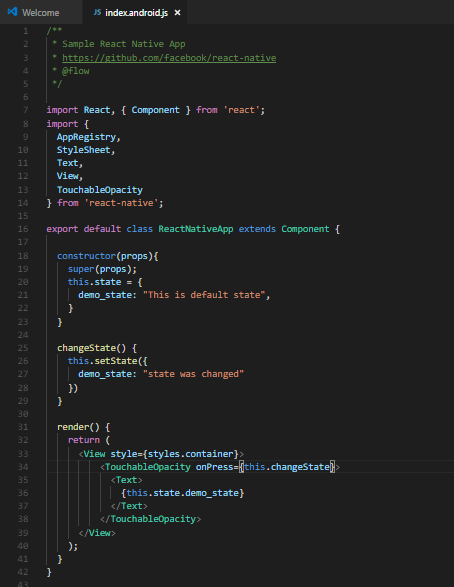 Welcome
JS index.android.js ×
1 /**
2  * Sample React Native App
3  * https://github.com/facebook/react-native
4  * @flow
5  */
6
7 import React, { Component } from 'react';
8 import {
9   AppRegistry,
10   StyleSheet,
11   Text,
12   View,
13   TouchableOpacity
14 } from 'react-native';
15
16 export default class ReactNativeApp extends Component {
17
18   constructor(props){
19     super(props);
20     this.state = {
21       demo_state: "This is default state",
22     }
23   }
24
25   changeState() {
26     this.setState({
27       demo_state: "state was changed"
28     })
29   }
30
31   render() {
32     return (
33       <View style={styles.container}>
34           <TouchableOpacity onPress={this.changeState}>
35             <Text>
36               {this.state.demo_state}
37             </Text>
38           </TouchableOpacity>
39       </View>
40     );
41   }
42 }
43